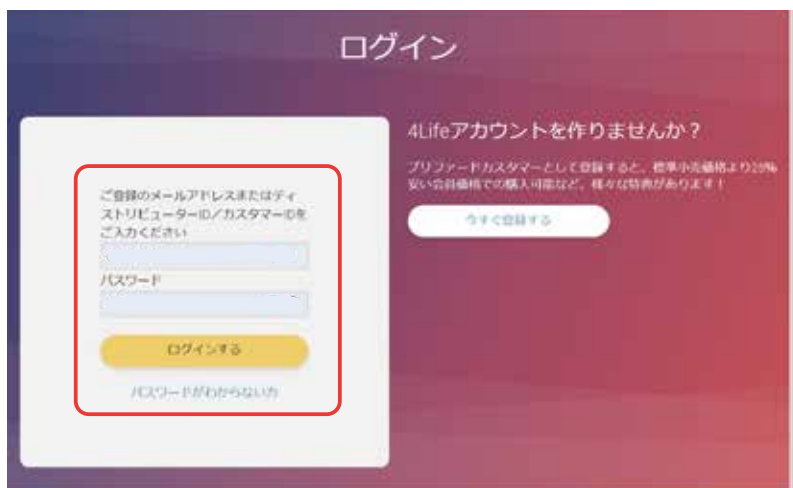 ログイン
4Lifeアカウントを作りませんか？
プリファードカスタマーとして登録すると、標準小売価格より25%
安い会員価格での購入可能など、様々な特典があります！
今すぐ登録する
ご登録のメールアドレスまたはディ
ストリビューターID／カスタマーIDを
ご入力ください
パスワード
ログインする
パスワードがわからない方